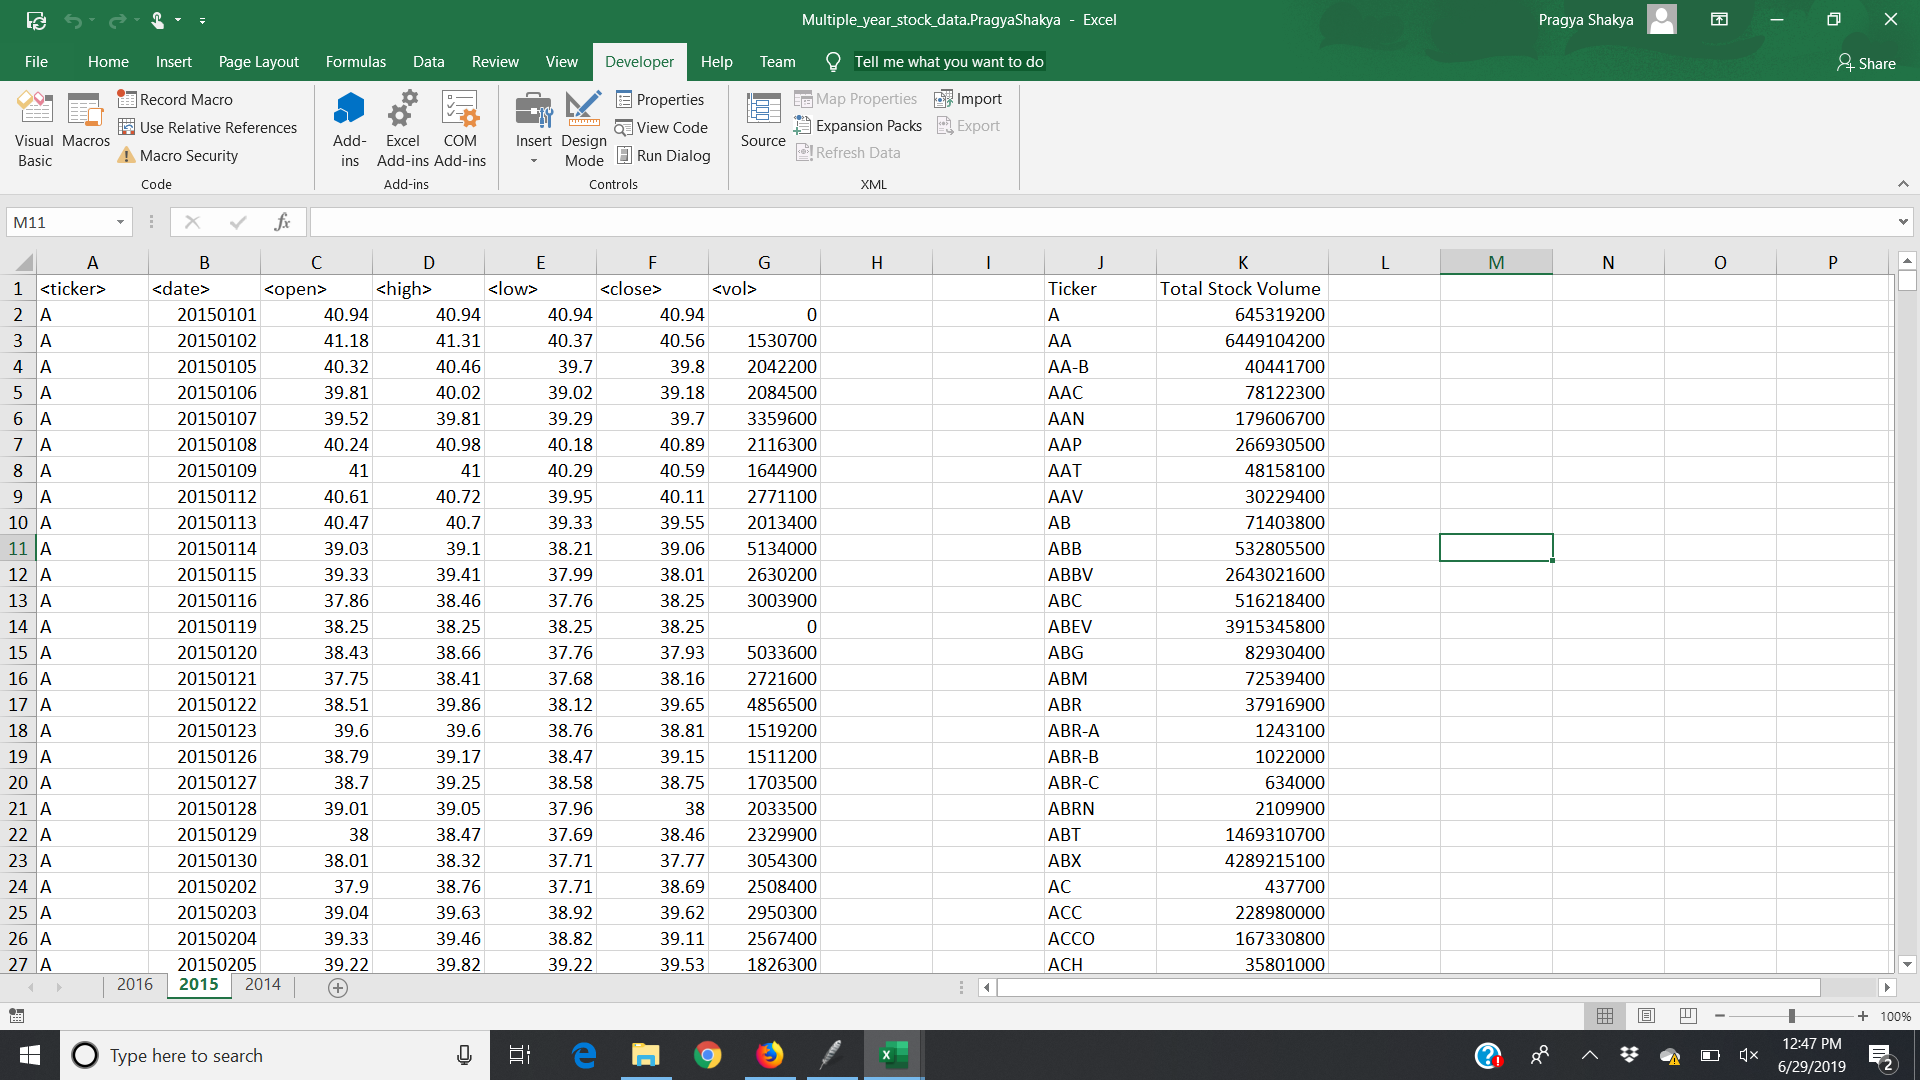 Multiple_year_stock_data.PragyaShakya - Excel
Pragya Shakya
File Home Insert Page Layout Formulas Data Review View Developer Help Team Tell me what you want to do Share
Visual Basic
Macros
Record Macro
Use Relative References
Macro Security
Code
Add-ins
Excel Add-ins
COM Add-ins
Add-ins
Insert
Design Mode
Properties
View Code
Run Dialog
Controls
Source
Map Properties
Expansion Packs
Refresh Data
Import
Export
XML
M11
fx
A B C D E F G H I J K L M N O P
1 <ticker> <date> <open> <high> <low> <close> <vol> Ticker Total Stock Volume
2 A 20150101 40.94 40.94 40.94 40.94 0 A 645319200
3 A 20150102 41.18 41.31 40.37 40.56 1530700 AA 6449104200
4 A 20150105 40.32 40.46 39.7 39.8 2042200 AA-B 40441700
5 A 20150106 39.81 40.02 39.02 39.18 2084500 AAC 78122300
6 A 20150107 39.52 39.81 39.29 39.7 3359600 AAN 179606700
7 A 20150108 40.24 40.98 40.18 40.89 2116300 AAP 266930500
8 A 20150109 41 41 40.29 40.59 1644900 AAT 48158100
9 A 20150112 40.61 40.72 39.95 40.11 2771100 AAV 30229400
10 A 20150113 40.47 40.7 39.33 39.55 2013400 AB 71403800
11 A 20150114 39.03 39.1 38.21 39.06 5134000 ABB 532805500
12 A 20150115 39.33 39.41 37.99 38.01 2630200 ABBV 2643021600
13 A 20150116 37.86 38.46 37.76 38.25 3003900 ABC 516218400
14 A 20150119 38.25 38.25 38.25 38.25 0 ABEV 3915345800
15 A 20150120 38.43 38.66 37.76 37.93 5033600 ABG 82930400
16 A 20150121 37.75 38.41 37.68 38.16 2721600 ABM 72539400
17 A 20150122 38.51 39.86 38.12 39.65 4856500 ABR 37916900
18 A 20150123 39.6 39.6 38.76 38.81 1519200 ABR-A 1243100
19 A 20150126 38.79 39.17 38.47 39.15 1511200 ABR-B 1022000
20 A 20150127 38.7 39.25 38.58 38.75 1703500 ABR-C 634000
21 A 20150128 39.01 39.05 37.96 38 2033500 ABRN 2109900
22 A 20150129 38 38.47 37.69 38.46 2329900 ABT 1469310700
23 A 20150130 38.01 38.32 37.71 37.77 3054300 ABX 4289215100
24 A 20150202 37.9 38.76 37.71 38.69 2508400 AC 437700
25 A 20150203 39.04 39.63 38.92 39.62 2950300 ACC 228980000
26 A 20150204 39.33 39.46 38.82 39.11 2567400 ACCO 167330800
27 A 20150205 39.22 39.82 39.22 39.53 1826300 ACH 35801000
2016 2015 2014
100%
Type here to search
12:47 PM
6/29/2019
2